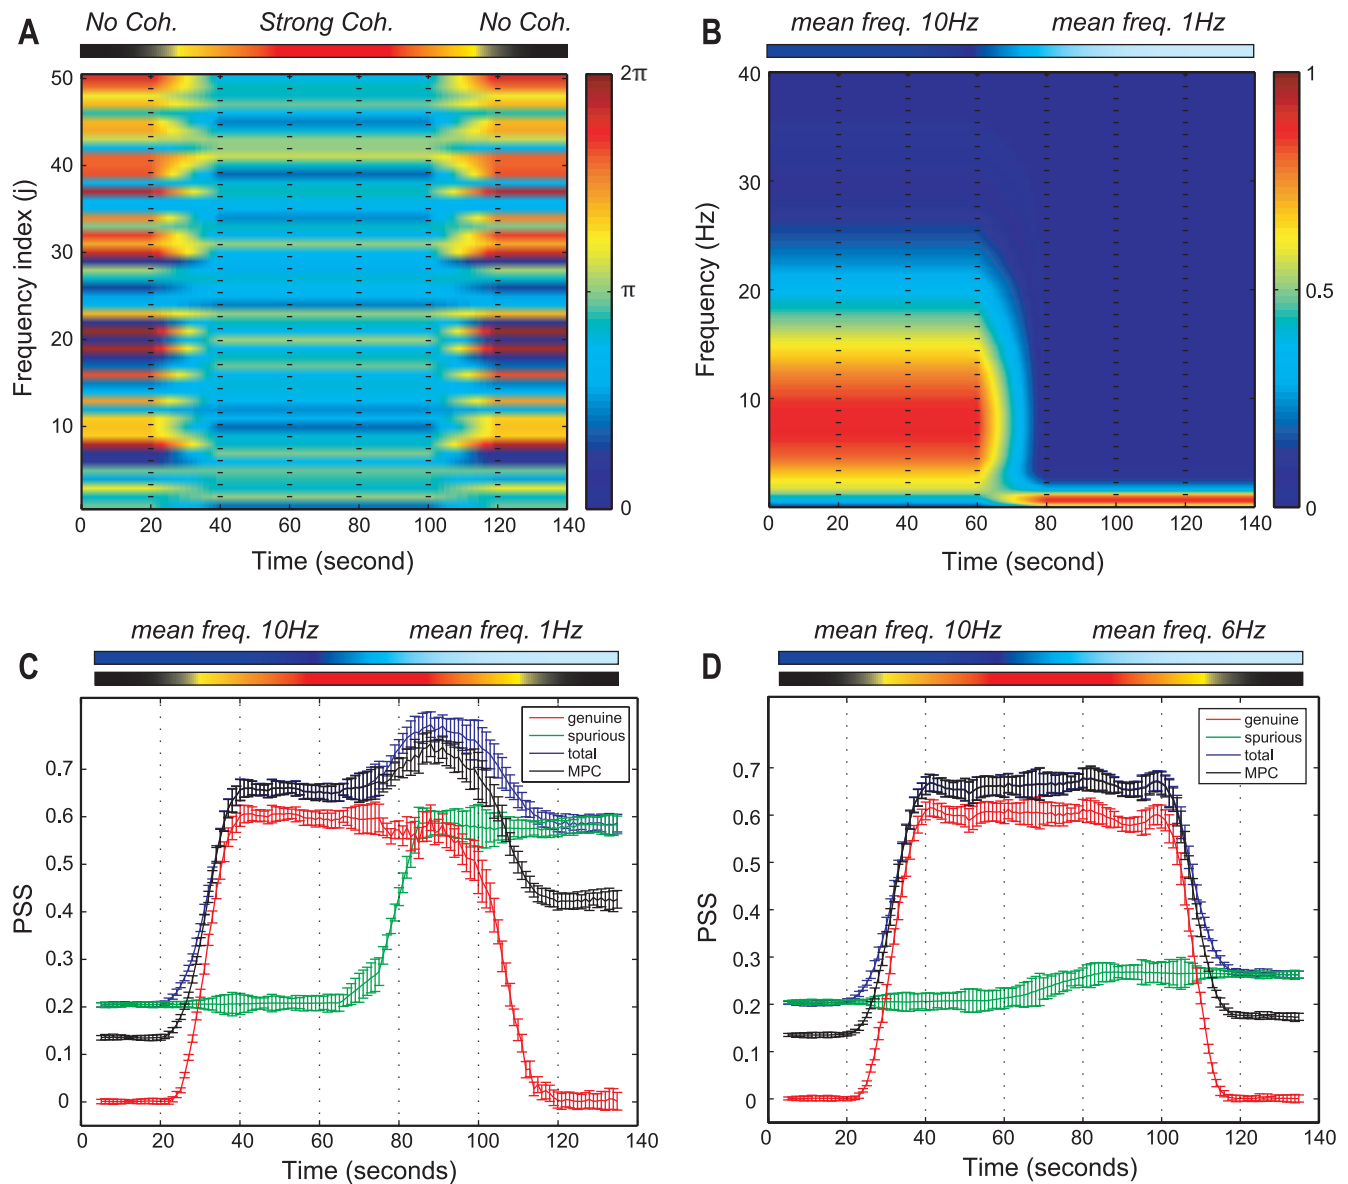 A
No Coh.
Strong Coh.
No Coh.
Frequency index (j)
50
40
30
20
10
0
20
40
60
80
100
120
140
Time (second)
2π
π
0
B
mean freq. 10Hz
mean freq. 1Hz
Frequency (Hz)
40
30
20
10
0
20
40
60
80
100
120
140
Time (second)
1
0.5
0
C
mean freq. 10Hz
mean freq. 1Hz
PSS
0.7
0.6
0.5
0.4
0.3
0.2
0.1
0
genuine
spurious
total
MPC
0
20
40
60
80
100
120
140
Time (seconds)
D
mean freq. 10Hz
mean freq. 6Hz
PSS
0.7
0.6
0.5
0.4
0.3
0.2
0.1
0
genuine
spurious
total
MPC
0
20
40
60
80
100
120
140
Time (seconds)